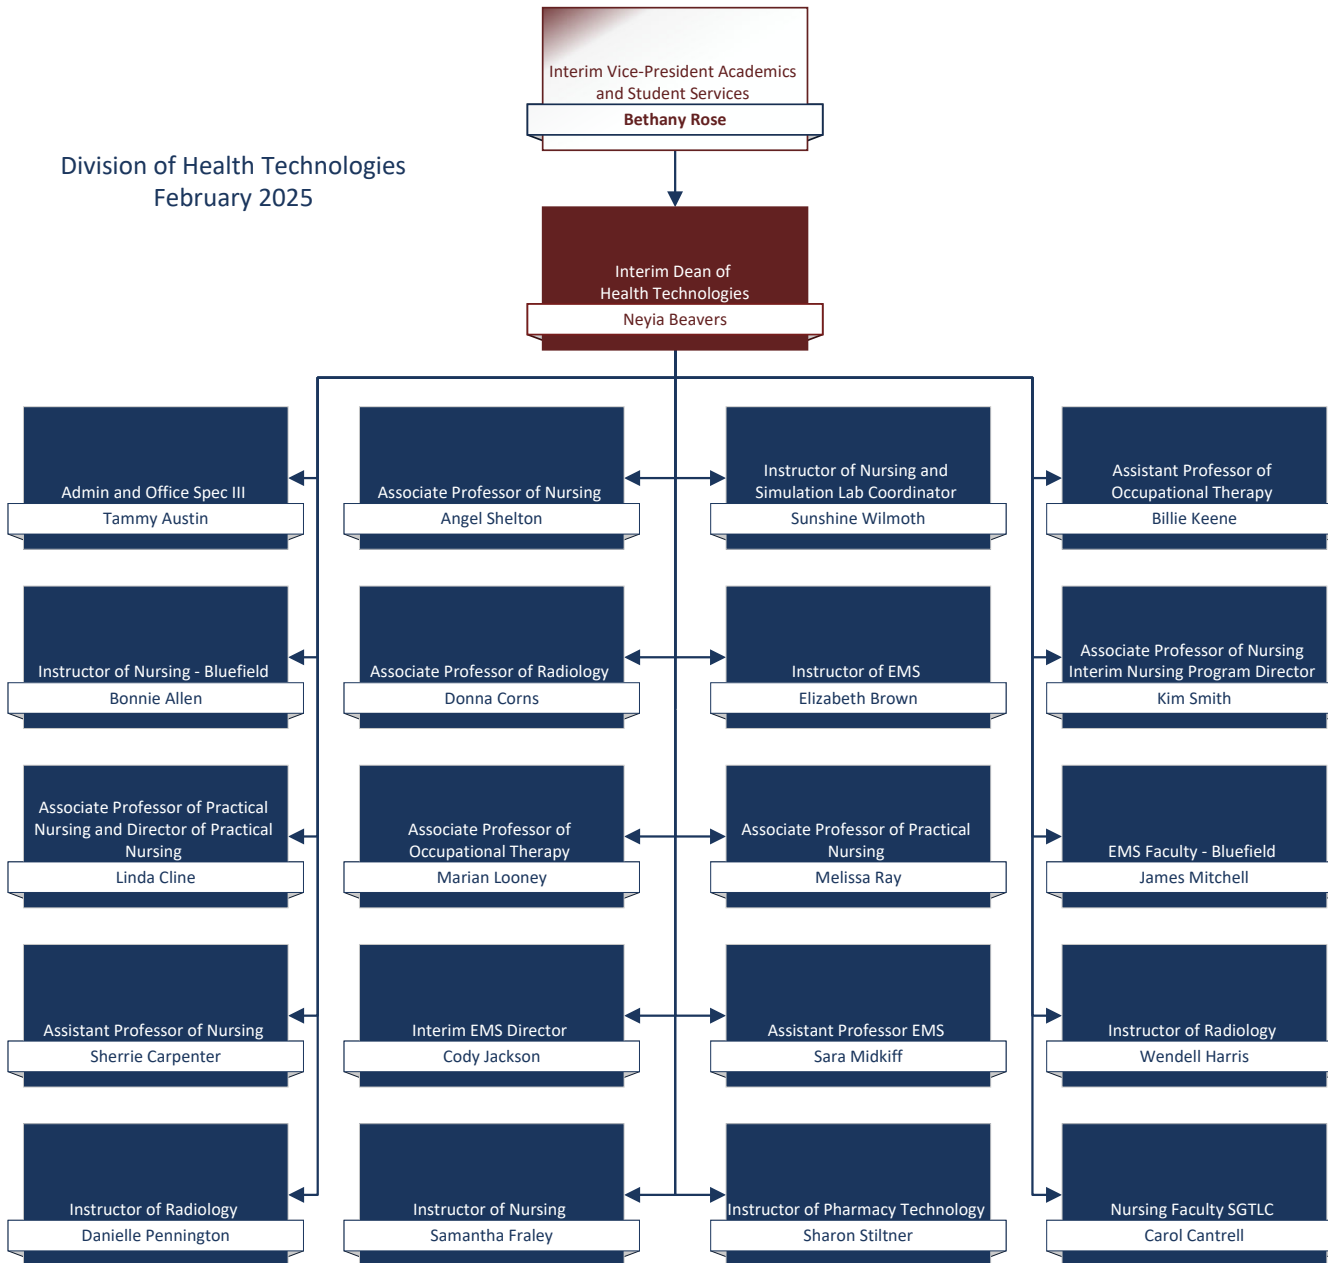 Interim Vice-President Academics
and Student Services
Bethany Rose
Division of Health Technologies
February 2025
Interim Dean of
Health Technologies
Neyia Beavers
Admin and Office Spec III
Tammy Austin
Associate Professor of Nursing
Angel Shelton
Instructor of Nursing and
Simulation Lab Coordinator
Sunshine Wilmoth
Assistant Professor of
Occupational Therapy
Billie Keene
Instructor of Nursing - Bluefield
Bonnie Allen
Associate Professor of Radiology
Donna Corns
Instructor of EMS
Elizabeth Brown
Associate Professor of Nursing
Interim Nursing Program Director
Kim Smith
Associate Professor of Practical
Nursing and Director of Practical
Nursing
Linda Cline
Associate Professor of
Occupational Therapy
Marian Looney
Associate Professor of Practical
Nursing
Melissa Ray
EMS Faculty - Bluefield
James Mitchell
Assistant Professor of Nursing
Sherrie Carpenter
Interim EMS Director
Cody Jackson
Assistant Professor EMS
Sara Midkiff
Instructor of Radiology
Wendell Harris
Instructor of Radiology
Danielle Pennington
Instructor of Nursing
Samantha Fraley
Instructor of Pharmacy Technology
Sharon Stiltner
Nursing Faculty SGTLC
Carol Cantrell